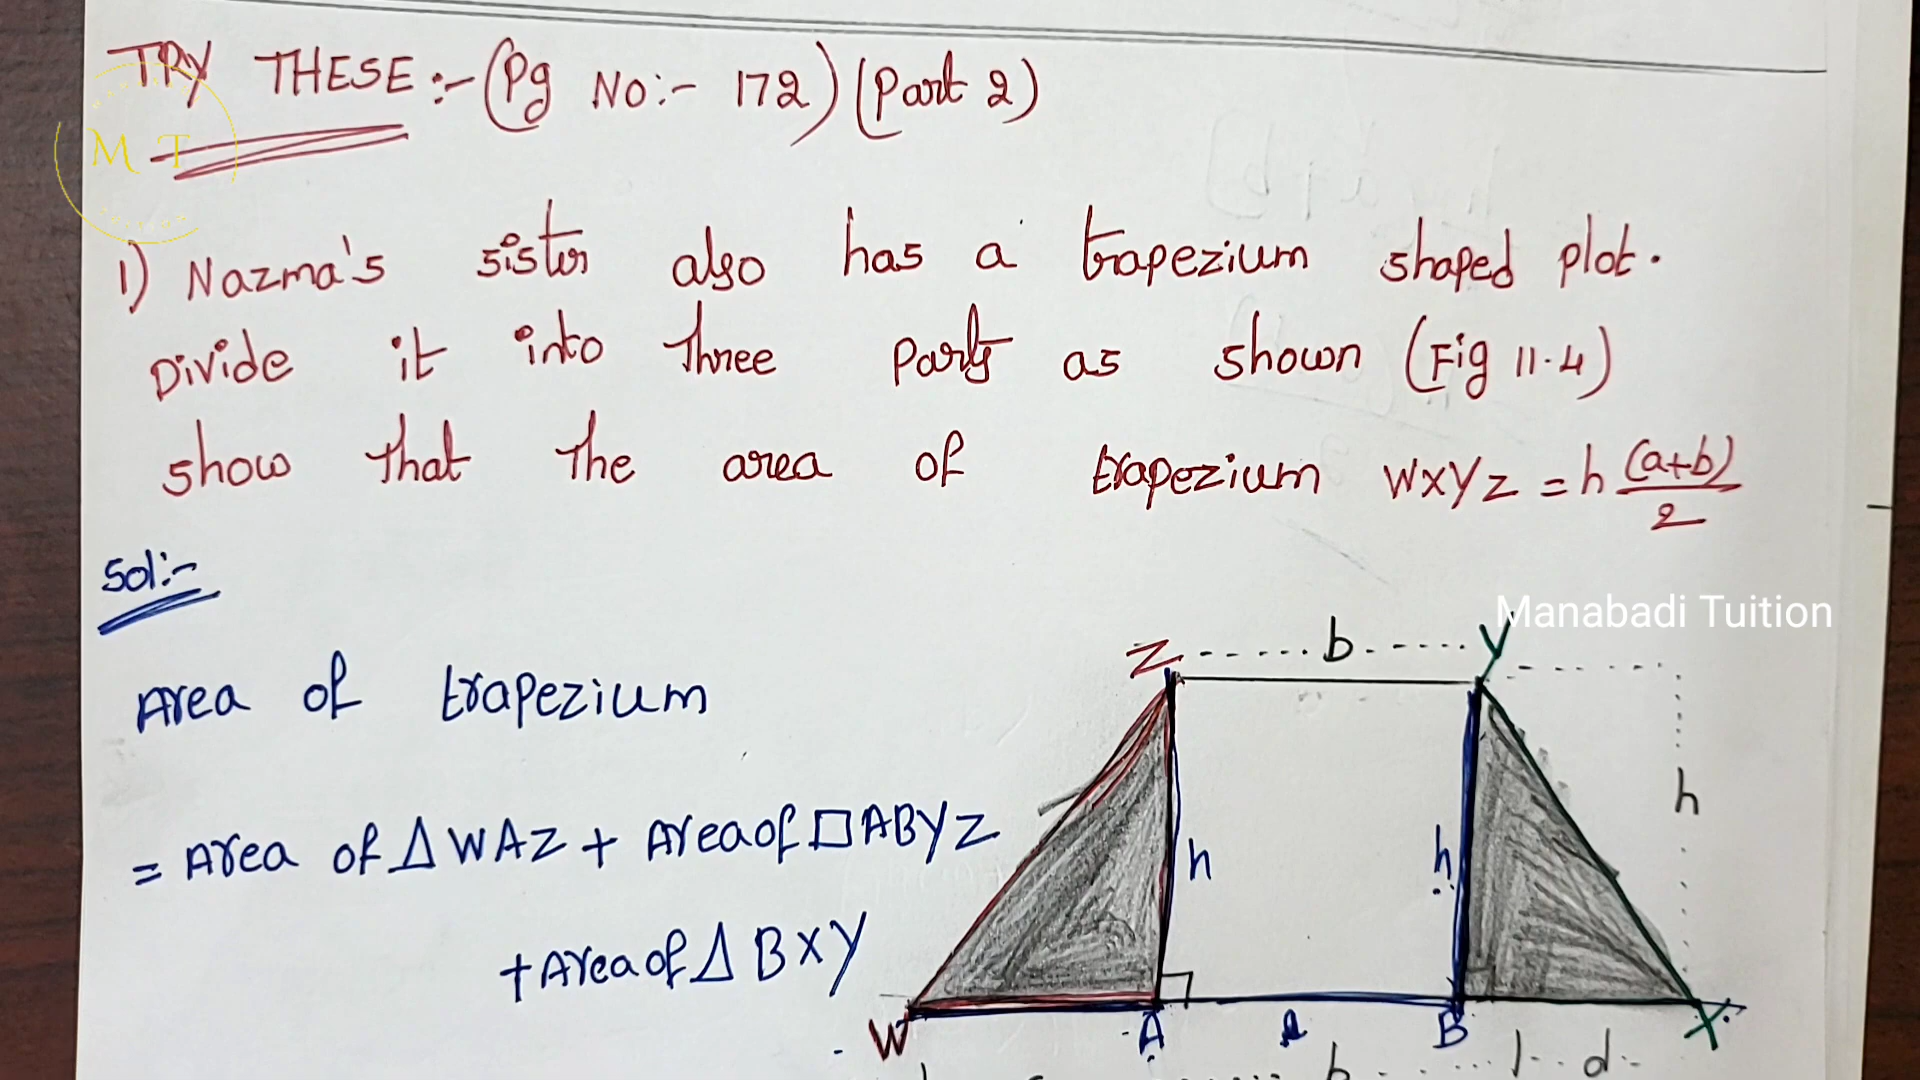 TRY THESE :- (Pg No:- 172) (Part 2)
M T
1) Nazma's sister also has a trapezium shaped plot.
Divide it into three parts as shown (Fig 11.4)
show that the area of trapezium WXYZ = h (a+b)/2
Sol:-
Manabadi Tuition
Z b Y
Area of trapezium
h
= Area of Δ WAZ + Area of □ ABYZ
h h
+ Area of Δ BXY
W A B X
b d